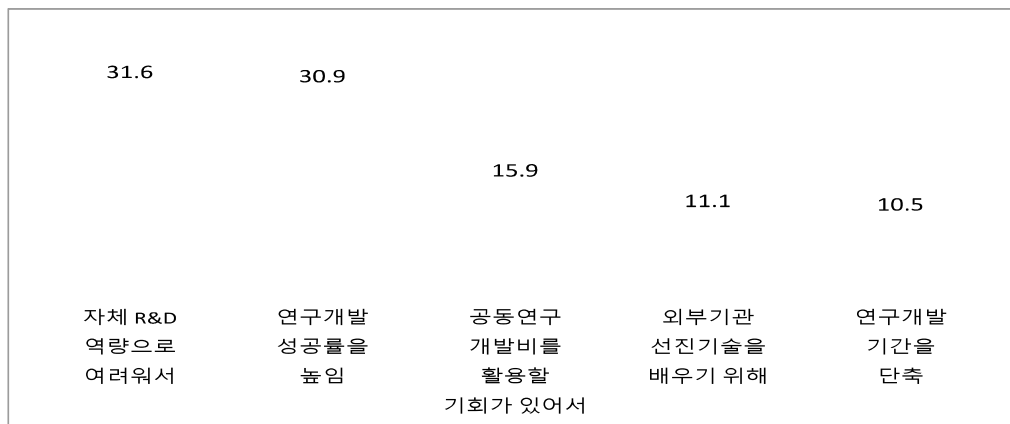 31.6
30.9
15.9
11.1
10.5
자체 R&D
역량으로
여려워서
연구개발
성공률을
높임
공동연구
개발비를
활용할
기회가 있어서
외부기관
선진기술을
배우기 위해
연구개발
기간을
단축